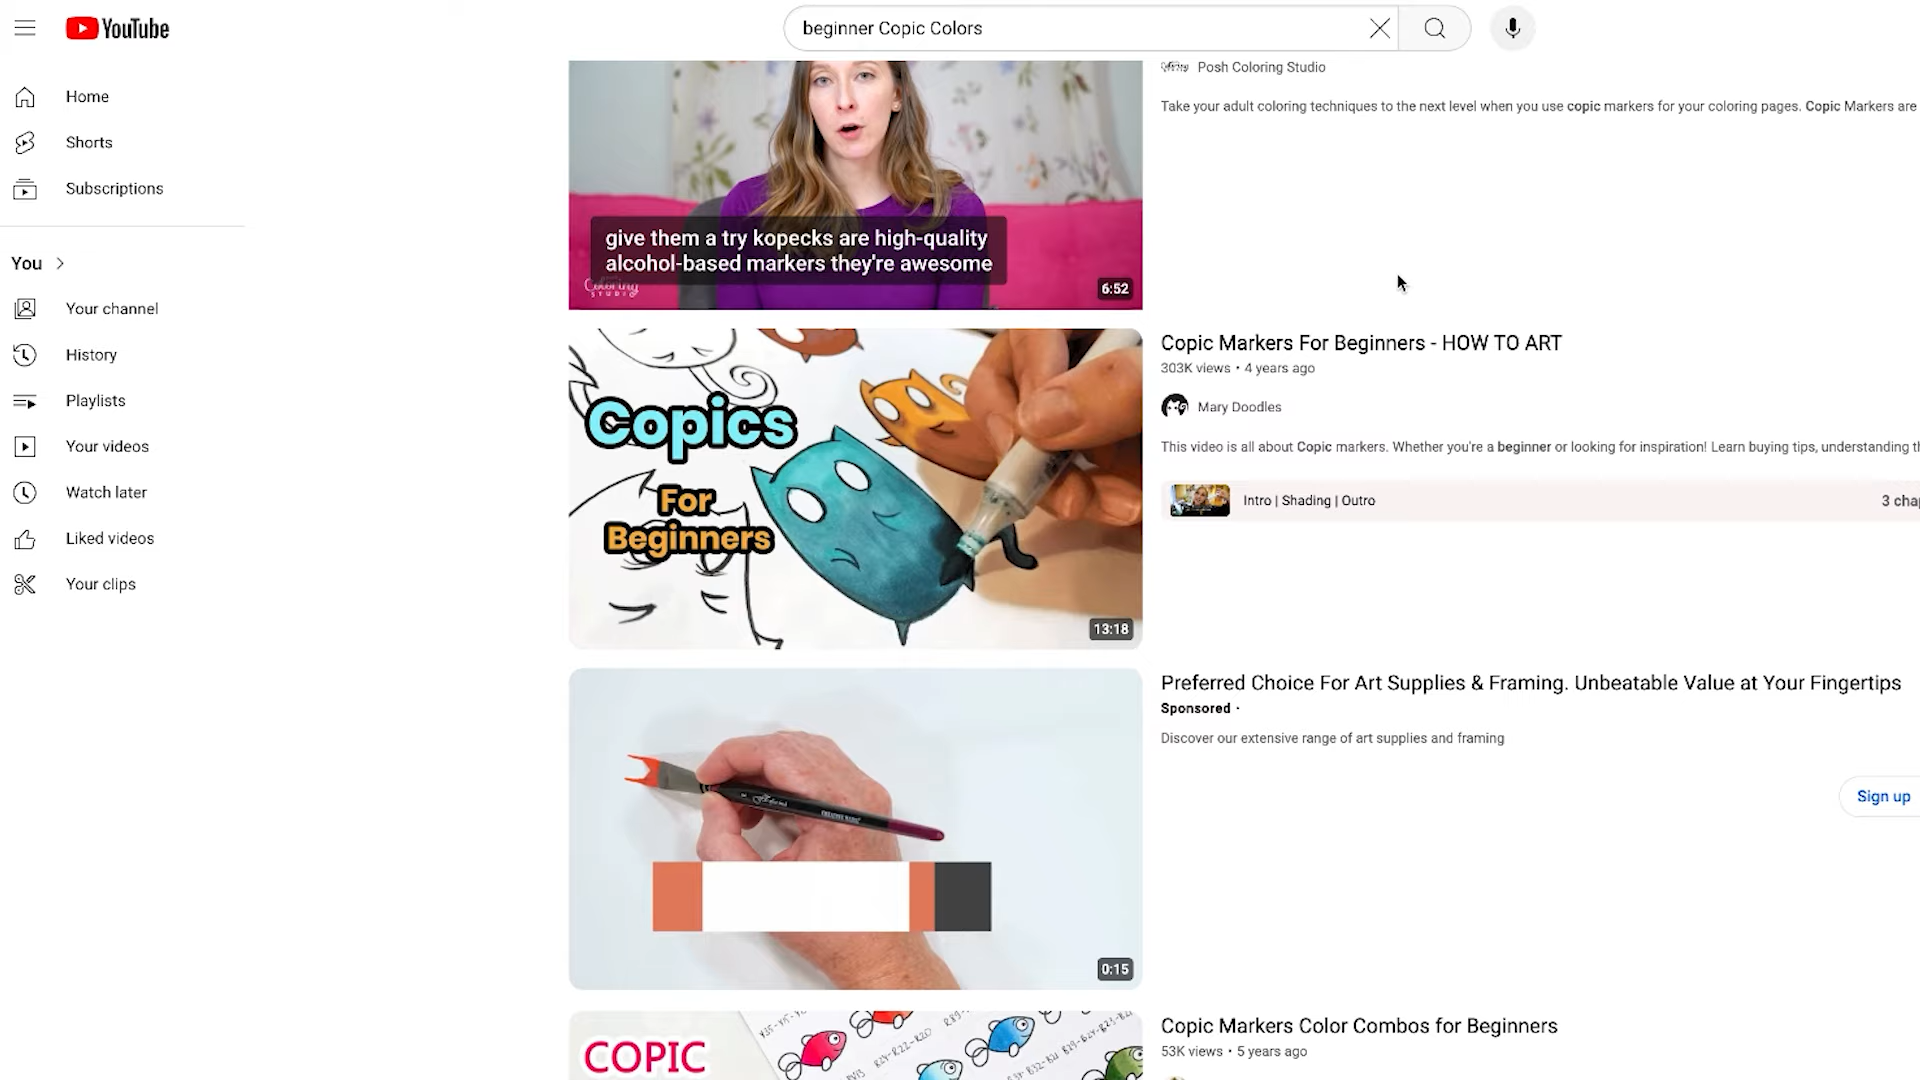 YouTube
beginner Copic Colors
Home
Shorts
Subscriptions
You
Your channel
History
Playlists
Your videos
Watch later
Liked videos
Your clips
give them a try kopecks are high-quality
alcohol-based markers they're awesome
Coloring
STUDIO
6:52
Posh Coloring Studio
Take your adult coloring techniques to the next level when you use copic markers for your coloring pages. Copic Markers are
Copics
For
Beginners
13:18
Copic Markers For Beginners - HOW TO ART
303K views • 4 years ago
Mary Doodles
This video is all about Copic markers. Whether you're a beginner or looking for inspiration! Learn buying tips, understanding
Intro | Shading | Outro
3
0:15
Preferred Choice For Art Supplies & Framing. Unbeatable Value at Your Fingertips
Sponsored ·
Discover our extensive range of art supplies and framing
Sign up
COPIC
R24-R22-R20
Copic Markers Color Combos for Beginners
53K views • 5 years ago